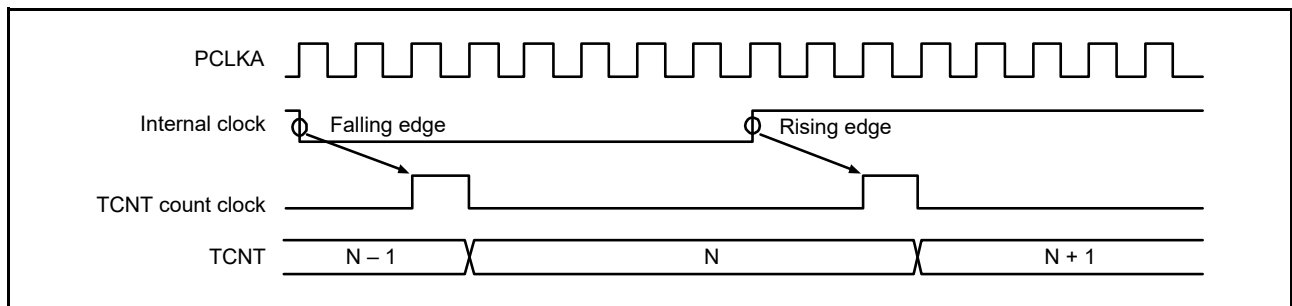 PCLKA
Internal clock Falling edge Rising edge
TCNT count clock
TCNT N – 1 N N + 1